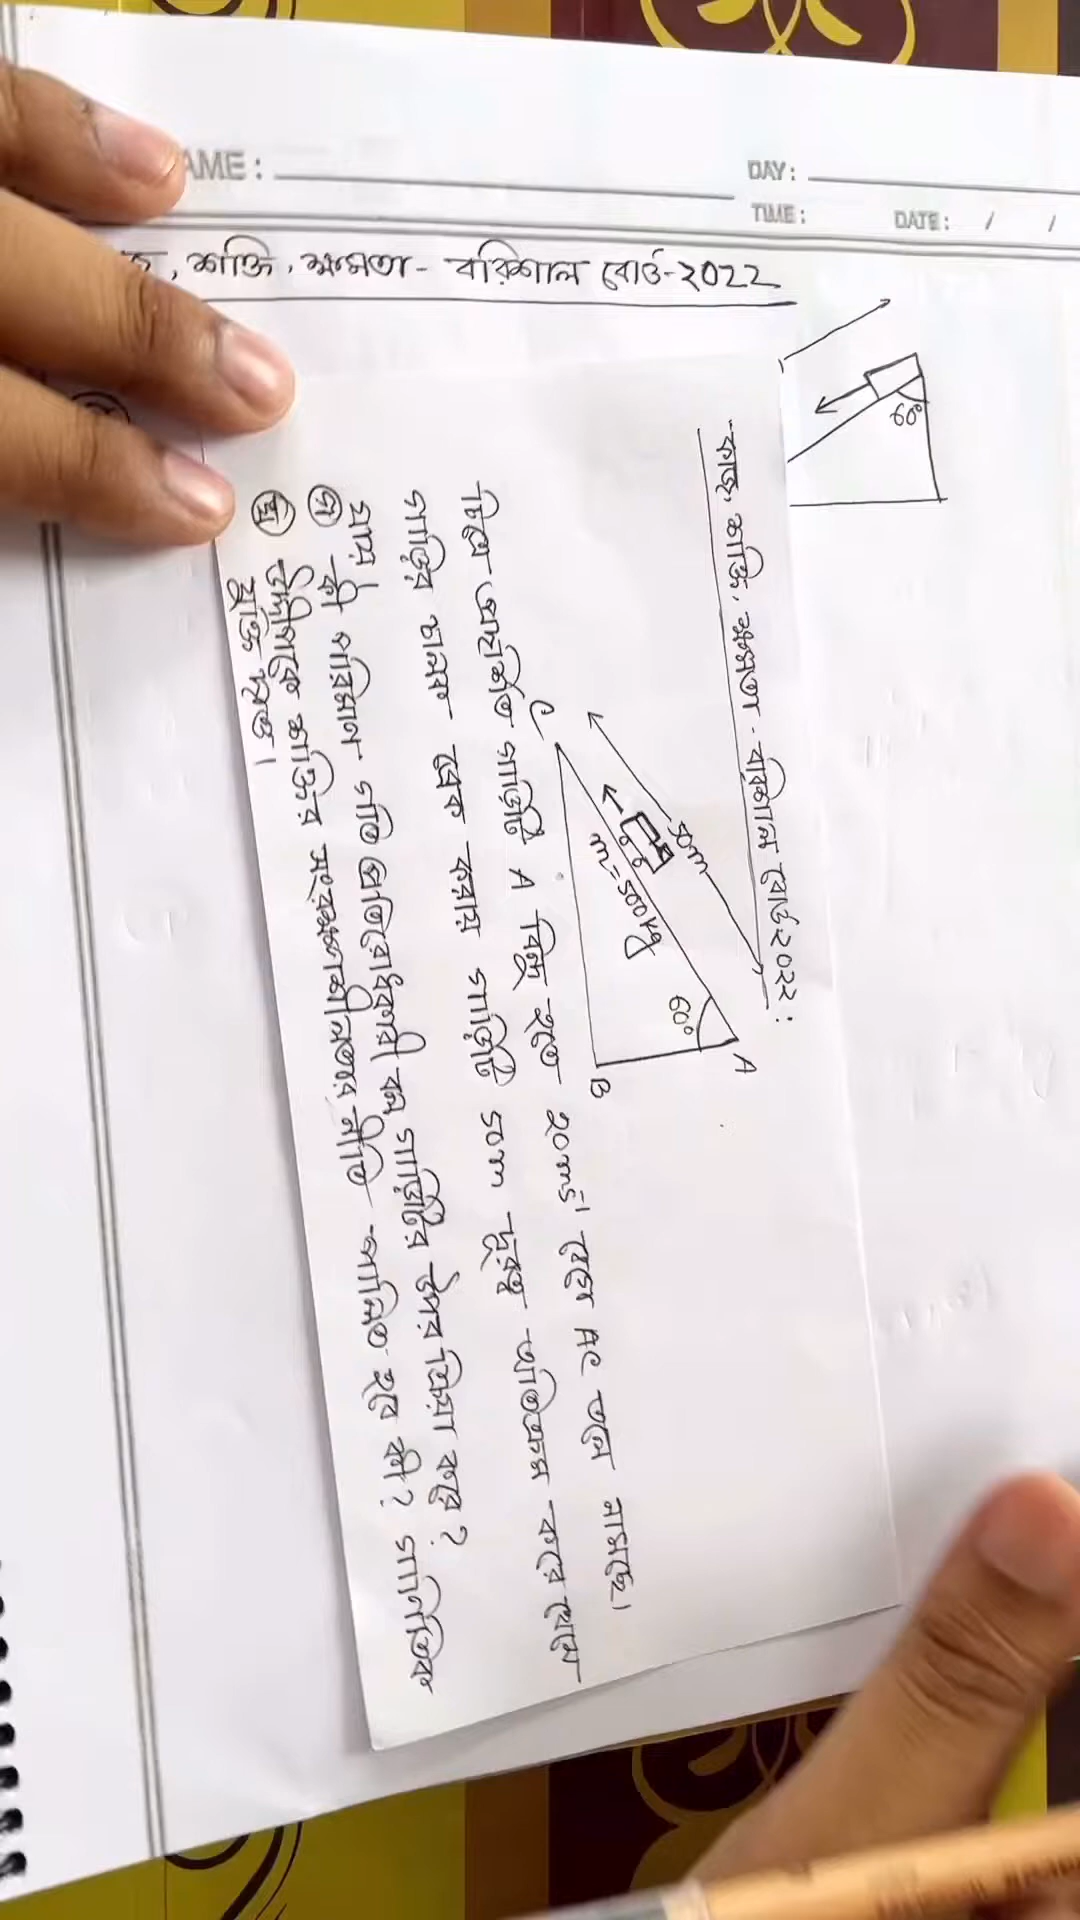 AME :
DAY :
TIME :
DATE : / /
, শক্তি, ক্ষমতা - বরিশাল বোর্ড-২০22
60°
"কাজ, শক্তি, ক্ষমতা - বরিশাল বোর্ড ২০২২ :
50m
m=500kg
60°
A
B
C
চিত্রে প্রদর্শিত গাড়িটি A বিন্দু হতে 20ms⁻¹ বেগে AC তলে নামছে।
গাড়ির চালক ব্রেক করায় গাড়িটি 50m দূরত্ব অতিক্রম করে থেমে
যায়।
গ কী পরিমান গতি প্রতিরোধকারী বল গাড়িটির উপর ক্রিয়া করে?
ঘ উদ্দীপকে শক্তির সংরক্ষণশীলতার নীতি পালিত হবে কী? গাণিতিক
যুক্তি দাও।